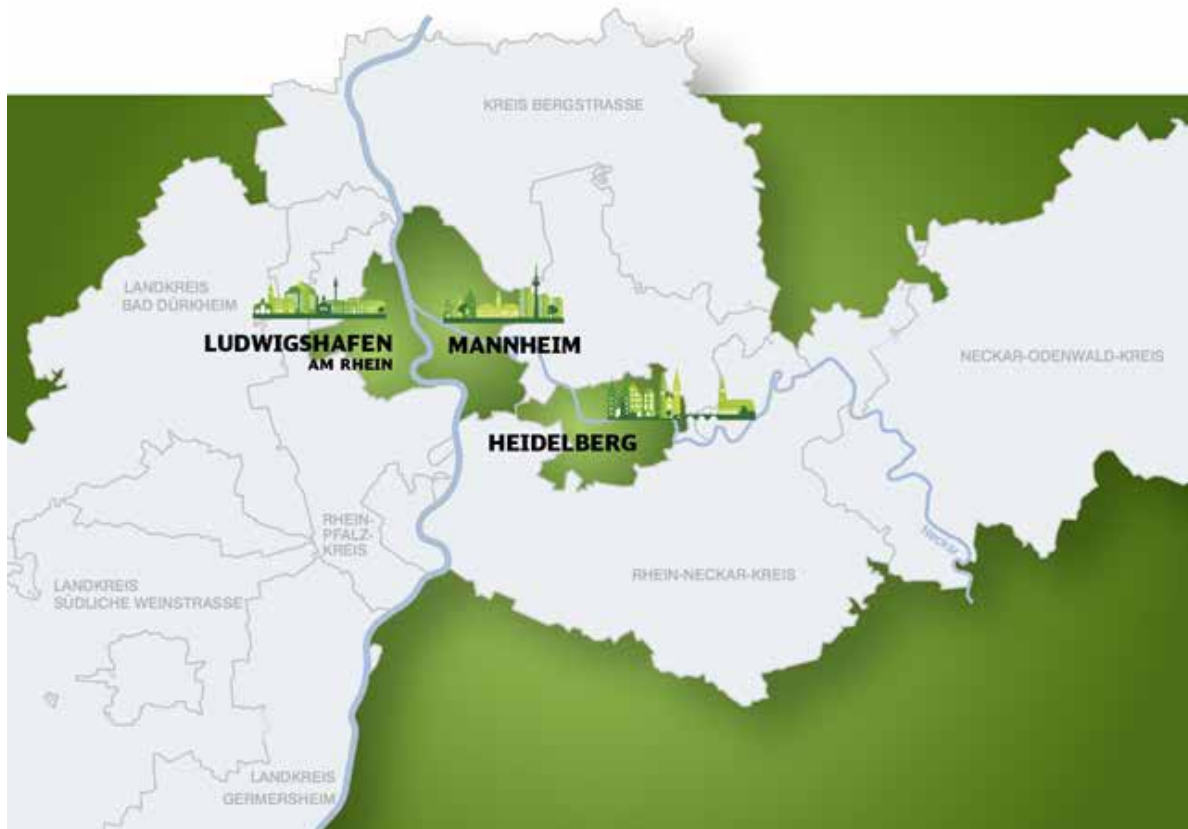 KREIS BERGSTRASSE
LANDKREIS
BAD DÜRKHEIM
LUDWIGSHAFEN
AM RHEIN
MANNHEIM
NECKAR-ODENWALD-KREIS
HEIDELBERG
RHEIN-
PFALZ-
KREIS
Neckar
RHEIN-NECKAR-KREIS
LANDKREIS
SÜDLICHE WEINSTRASSE
LANDKREIS
GERMERSHEIM